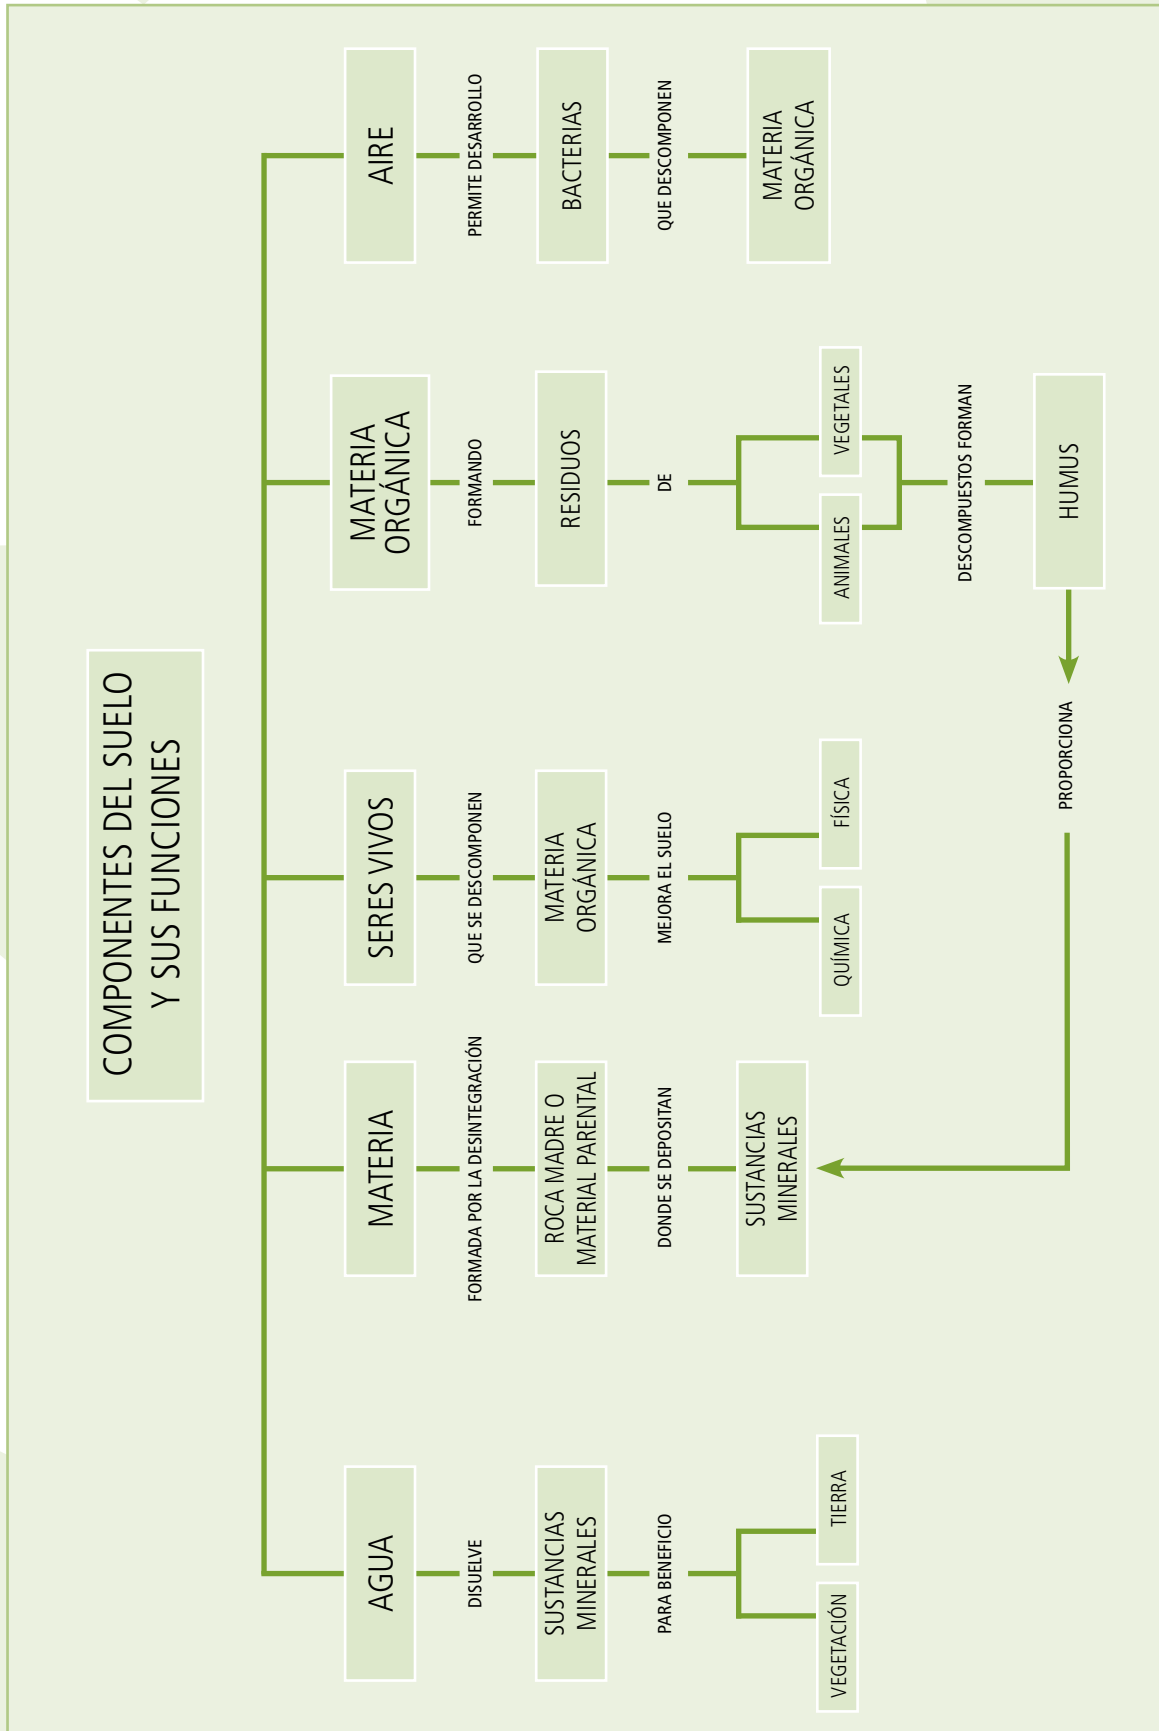 COMPONENTES DEL SUELO
Y SUS FUNCIONES
AGUA
DISUELVE
SUSTANCIAS
MINERALES
PARA BENEFICIO
VEGETACIÓN
TIERRA
MATERIA
FORMADA POR LA DESINTEGRACIÓN
ROCA MADRE O
MATERIAL PARENTAL
DONDE SE DEPOSITAN
SUSTANCIAS
MINERALES
SERES VIVOS
QUE SE DESCOMPONEN
MATERIA
ORGÁNICA
MEJORA EL SUELO
QUÍMICA
FÍSICA
MATERIA
ORGÁNICA
FORMANDO
RESIDUOS
DE
ANIMALES
VEGETALES
DESCOMPUESTOS FORMAN
HUMUS
PROPORCIONA
AIRE
PERMITE DESARROLLO
BACTERIAS
QUE DESCOMPONEN
MATERIA
ORGÁNICA